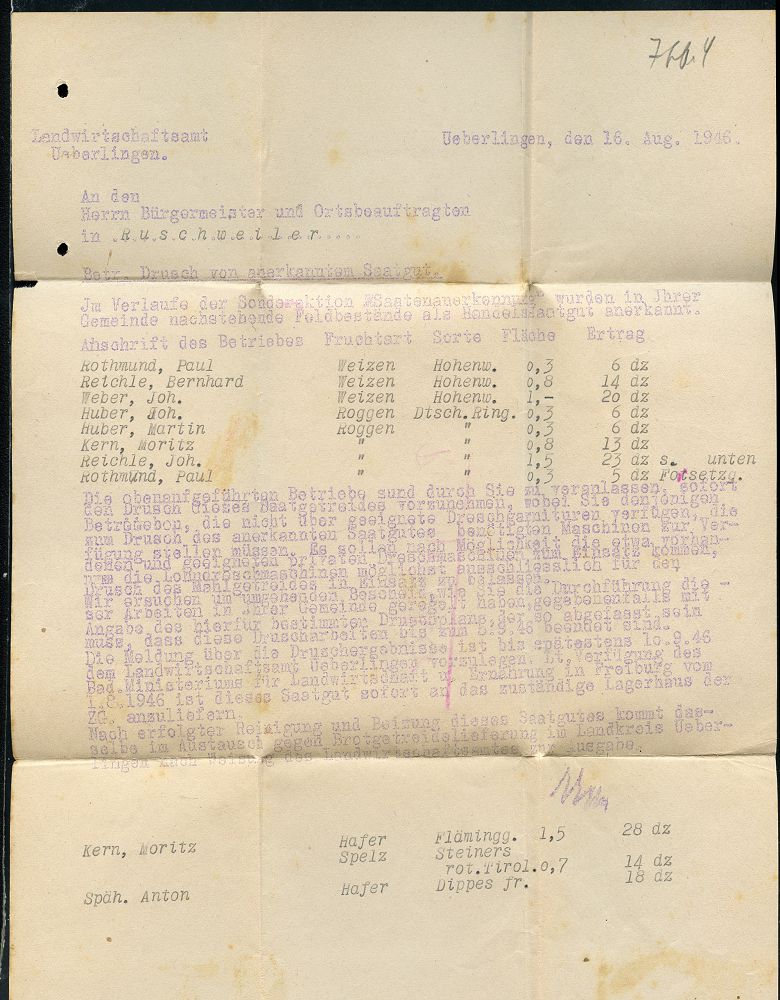 Landwirtschaftsamt Ueberlingen, den 16. Aug. 1946.
Ueberlingen.
An den
Herrn Bürgermeister und Ortsbeauftragten
in .R.u.s.c.h.w.e.i.l.e.r.....
Betr. Drusch von anerkanntem Saatgut.
Jm Verlaufe der Sonderaktion "Saatenanerkennung" wurden in Jhrer
Gemeinde nachstehende Feldbestände als Handelssaatgut anerkannt.
Anschrift des Betriebes Fruchtart Sorte Fläche Ertrag
Rothmund, Paul Weizen Hohenw. 0,3 6 dz
Reichle, Bernhard Weizen Hohenw. 0,8 14 dz
Weber, Joh. Weizen Hohenw. 1,- 20 dz
Huber, Joh. Roggen Dtsch.Ring. 0,3 6 dz
Huber, Martin Roggen " 0,3 6 dz
Kern, Moritz " " 0,8 13 dz
Reichle, Joh. " " 1,5 23 dz s. unten
Rothmund, Paul " " 0,3 5 dz Fotsetzg.
Die obenanfgeführten Betriebe sund durch Sie zu veranlassen, sofort
den Drusch dieses Saatgetreides vorzunehmen, wobei Sie denjenigen
Betrieben, die nicht über geeignete Dreschgarnituren verfügen, die
zum Drusch des anerkannten Saatgutes benötigten Maschinen zur Ver-
fügung stellen müssen. Es sollen nach Möglichkeit die etwa vorhan-
denen und geeigneten privaten Dreschmaschinen zum Einsatz kommen,
um die Lohndreschmaschinen möglichst ausschliesslich für den
Drusch des Mahlgetreides in Einsatz zu belassen.
Wir ersuchen um umgehenden Bescheid, wie Sie die Durchführung die -
ser Arbeiten in Jhrer Gemeinde geregelt haben, gegebenenfalls mit
Angabe des hierfür bestimmten Druschplans, der so abgefasst sein
muss, dass diese Druscharbeiten bis zum 8.9.46 beendet sind.
Die Meldung über die Druschergebnisse ist bis spätestens 10.9.46
dem Landwirtschaftsamt Ueberlingen vorzulegen. Lt. Verfügung des
Bad. Ministeriums für Landwirtschaft u. Ernährung in Freiburg vom
1.8.1946 ist dieses Saatgut sofort an das zuständige Lagerhaus der
ZG. anzuliefern.
Nach erfolgter Reinigung und Beizung dieses Saatgutes kommt das-
selbe im Austausch gegen Brotgetreidelieferung im Landkreis Ueber-
lingen nach Weisung des Landwirtschaftsamtes zur Ausgabe.
Kern, Moritz Hafer Flämingg. 1,5 28 dz
Spelz Steiners
rot.Tirol.0,7 14 dz
Späh. Anton Hafer Dippes fr. 18 dz